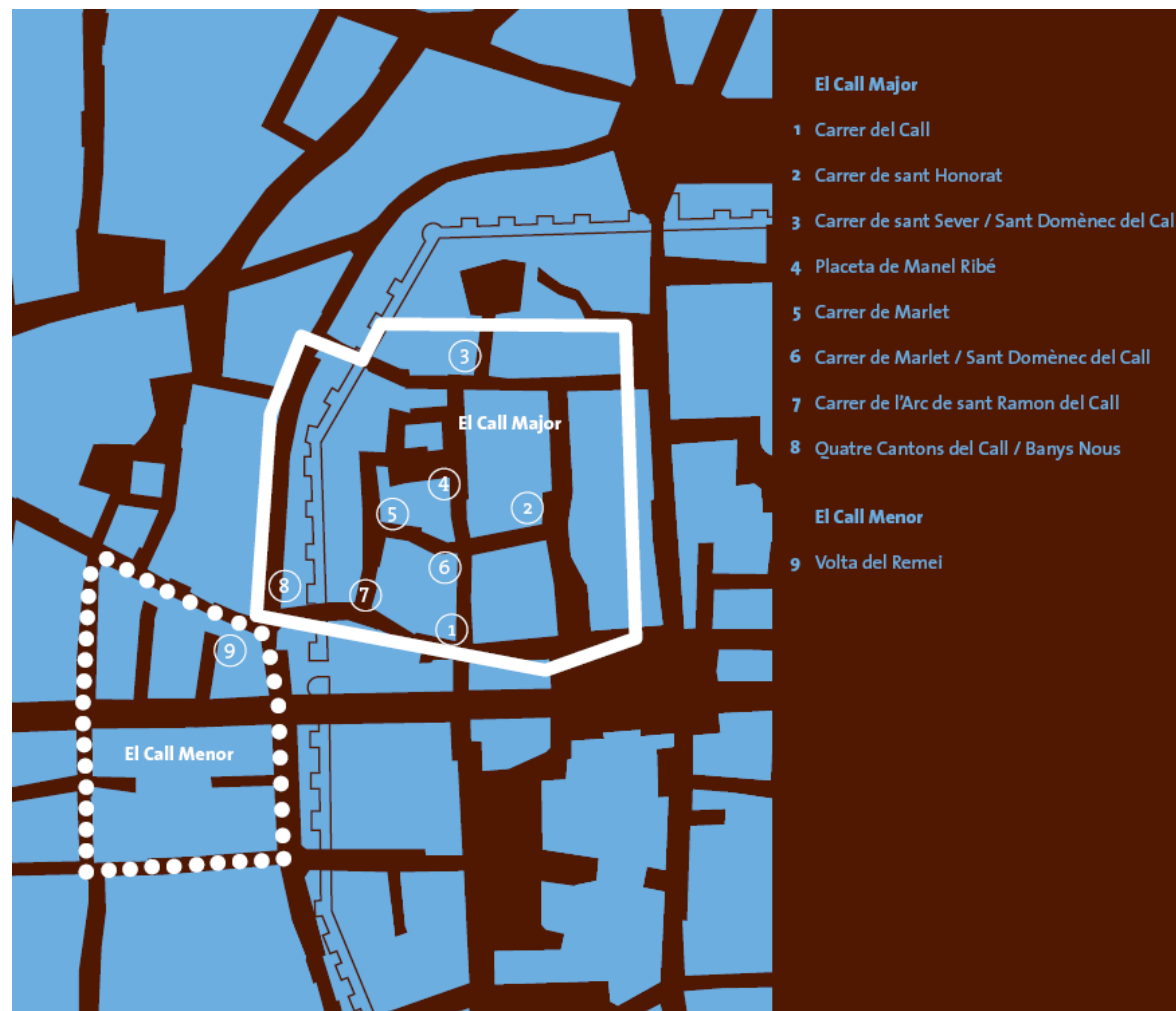 El Call Major
1 Carrer del Call
2 Carrer de sant Honorat
3 Carrer de sant Sever / Sant Domènec del Cal
4 Placeta de Manel Ribé
5 Carrer de Marlet
6 Carrer de Marlet / Sant Domènec del Call
7 Carrer de l'Arc de sant Ramon del Call
8 Quatre Cantons del Call / Banys Nous
El Call Menor
9 Volta del Remei
3
El Call Major
4
5
2
6
8
7
1
9
El Call Menor